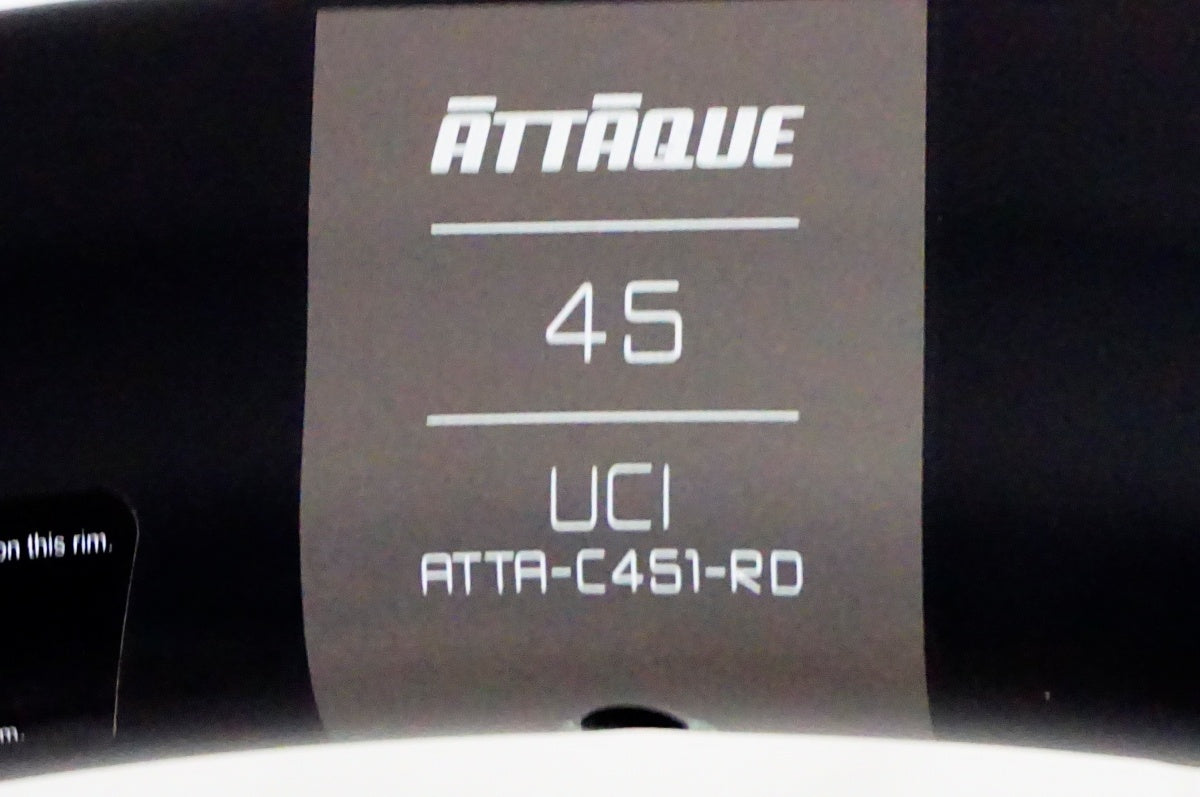 ĀTTĀQUE
45
UCI
ATTA-C451-RD
on this rim.
m.